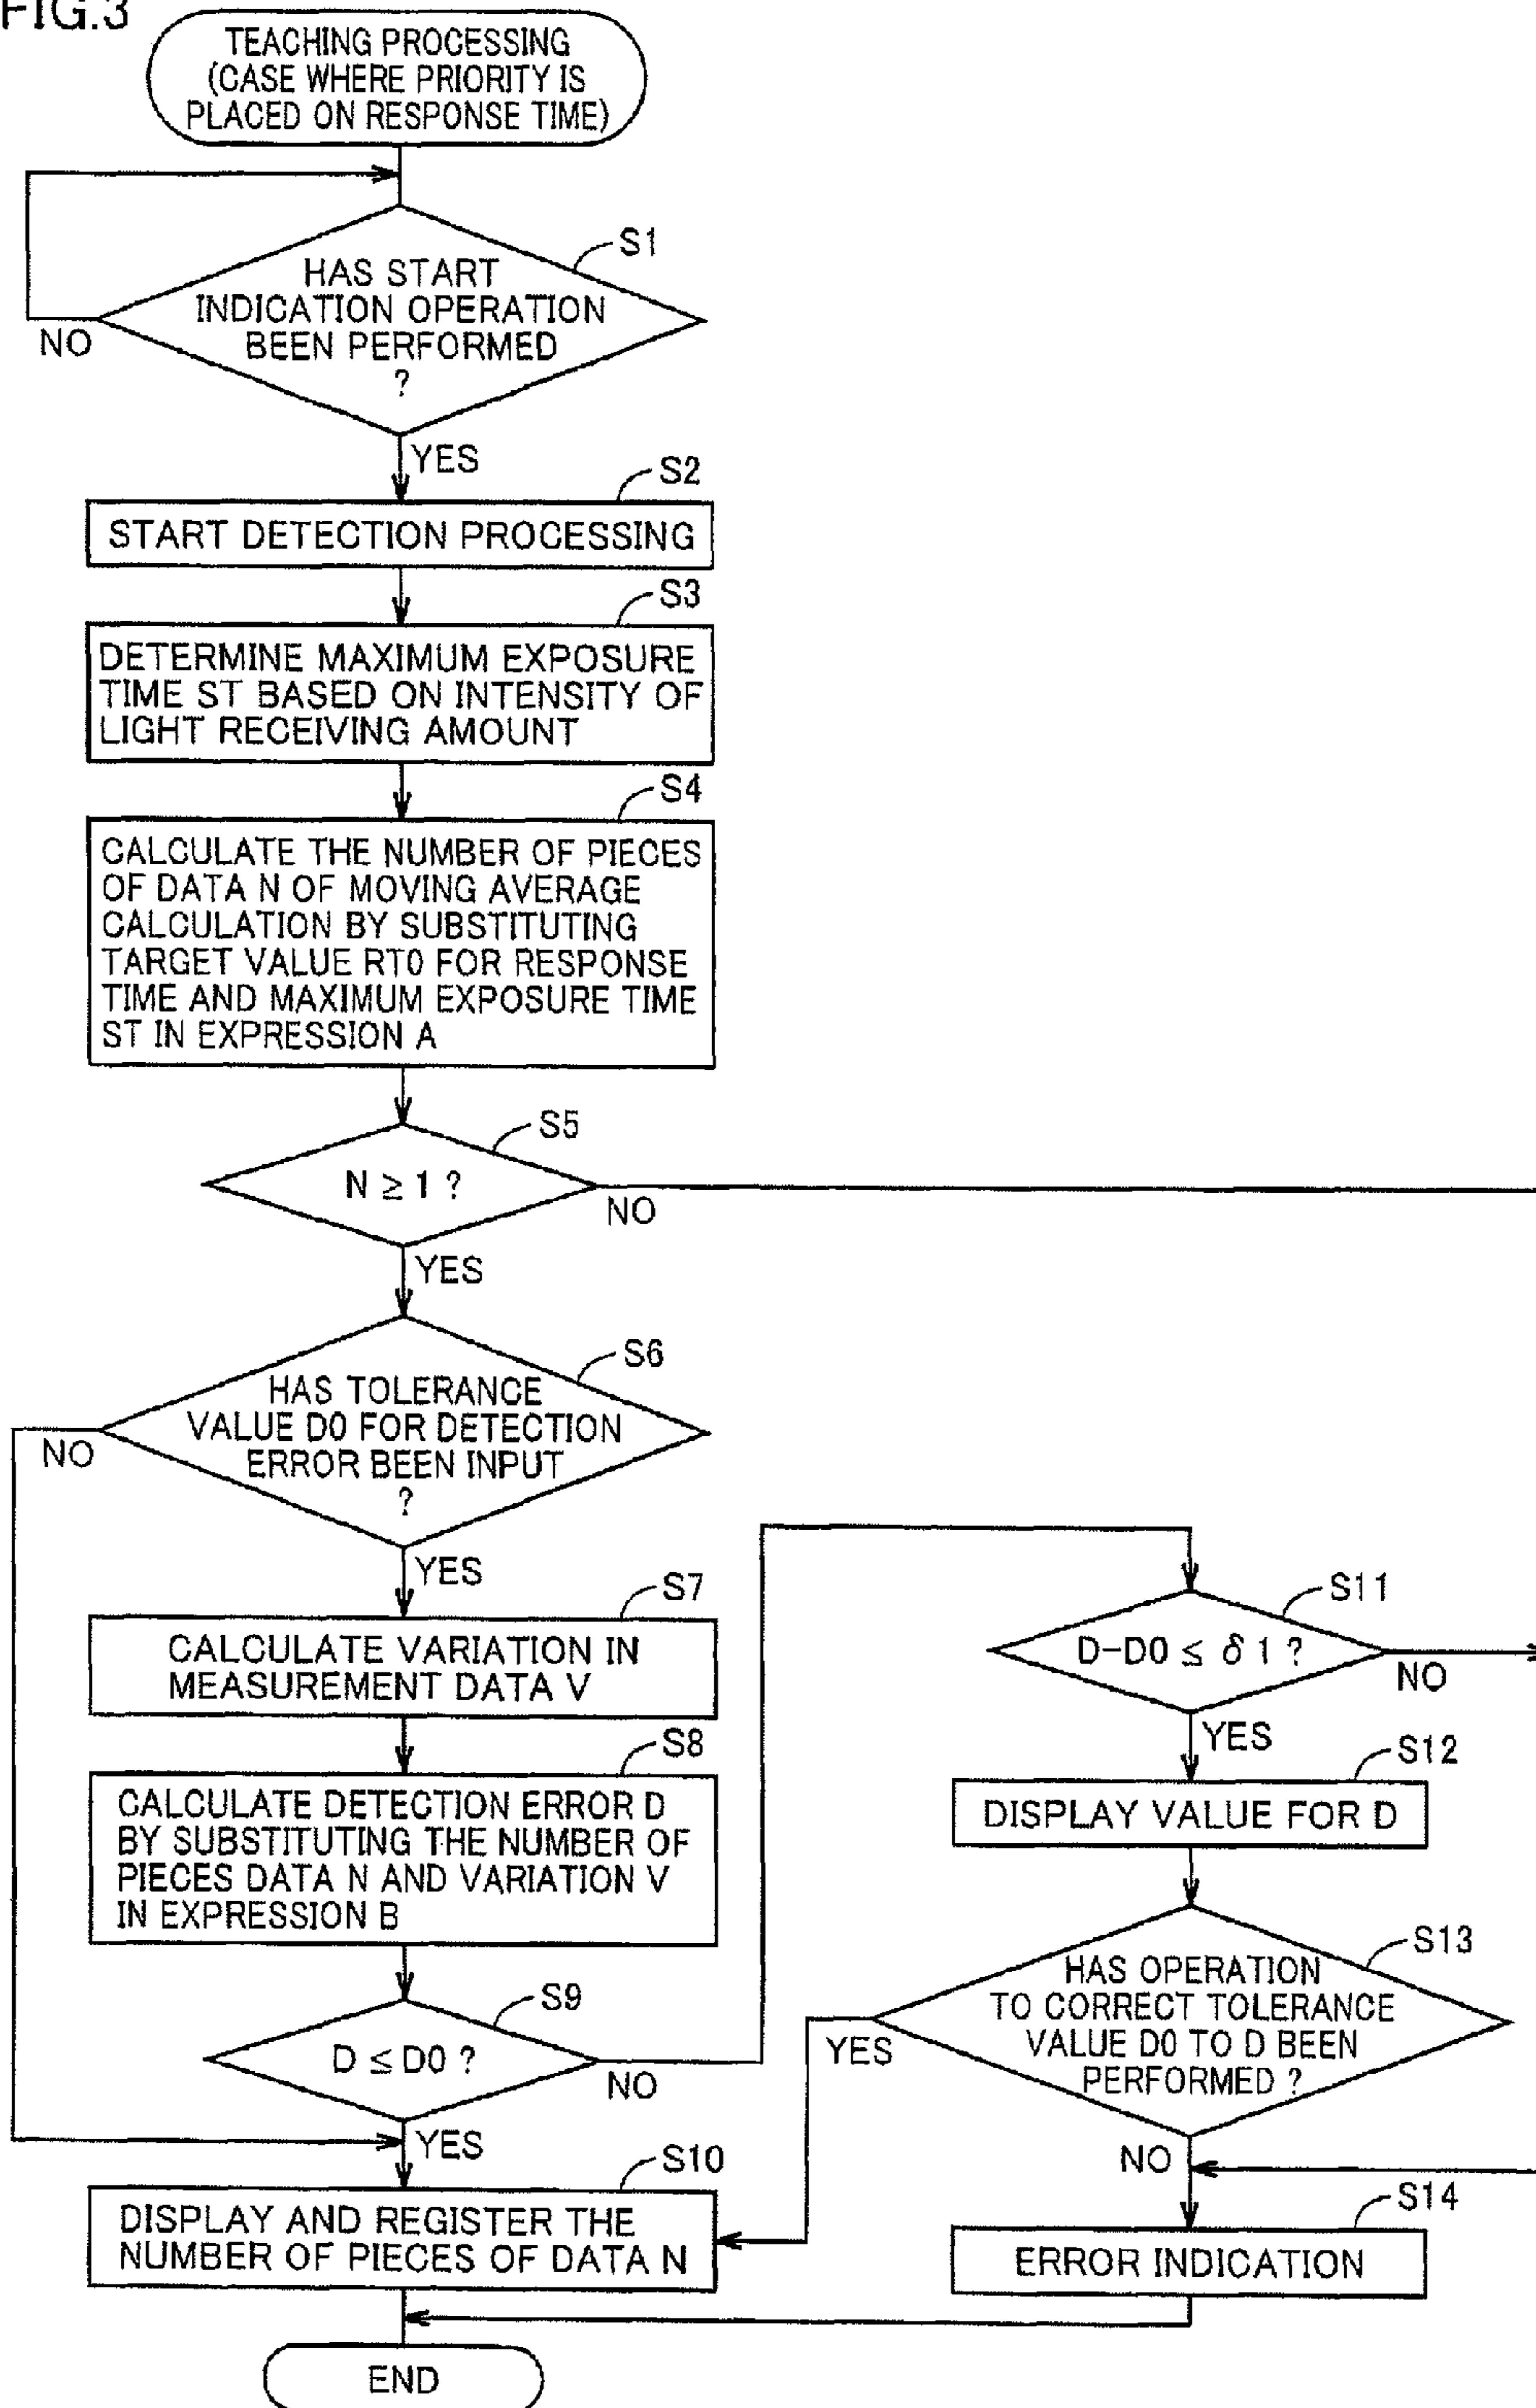 FIG.3
TEACHING PROCESSING
(CASE WHERE PRIORITY IS
PLACED ON RESPONSE TIME)
S1
HAS START
INDICATION OPERATION
BEEN PERFORMED
?
NO
YES
S2
START DETECTION PROCESSING
S3
DETERMINE MAXIMUM EXPOSURE
TIME ST BASED ON INTENSITY OF
LIGHT RECEIVING AMOUNT
S4
CALCULATE THE NUMBER OF PIECES
OF DATA N OF MOVING AVERAGE
CALCULATION BY SUBSTITUTING
TARGET VALUE RT0 FOR RESPONSE
TIME AND MAXIMUM EXPOSURE TIME
ST IN EXPRESSION A
S5
N ≥ 1 ?
NO
YES
S6
HAS TOLERANCE
VALUE D0 FOR DETECTION
ERROR BEEN INPUT
?
NO
YES
S7
CALCULATE VARIATION IN
MEASUREMENT DATA V
S8
CALCULATE DETECTION ERROR D
BY SUBSTITUTING THE NUMBER OF
PIECES DATA N AND VARIATION V
IN EXPRESSION B
S9
D ≤ D0 ?
NO
YES
S10
DISPLAY AND REGISTER THE
NUMBER OF PIECES OF DATA N
S11
D-D0 ≤ δ 1 ?
NO
YES
S12
DISPLAY VALUE FOR D
S13
HAS OPERATION
TO CORRECT TOLERANCE
VALUE D0 TO D BEEN
PERFORMED ?
YES
NO
S14
ERROR INDICATION
END